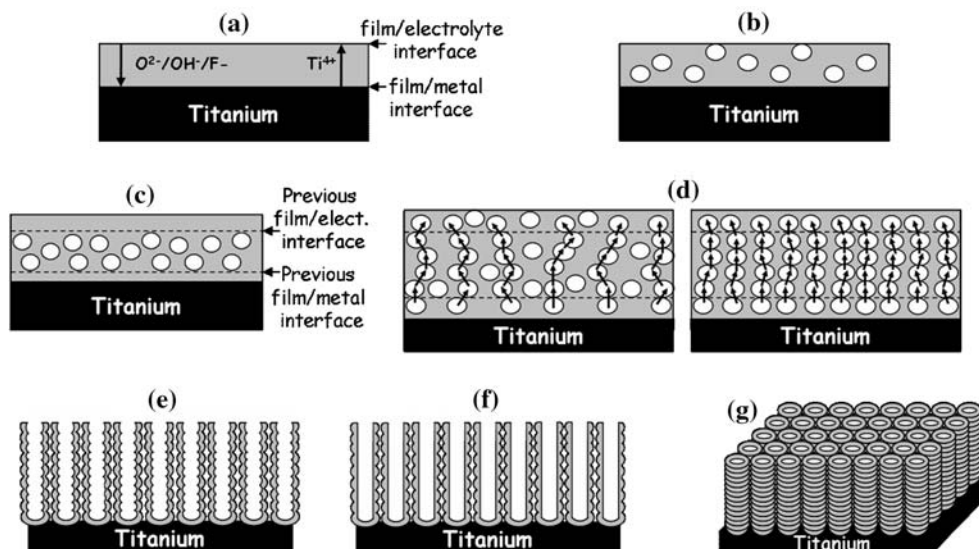 (a)
film/electrolyte
interface
O²⁻/OH⁻/F-
Ti⁴⁺
film/metal
interface
Titanium
(b)
Titanium
(c)
Previous
film/elect.
interface
Previous
film/metal
interface
Titanium
(d)
Titanium
Titanium
(e)
Titanium
(f)
Titanium
(g)
Titanium